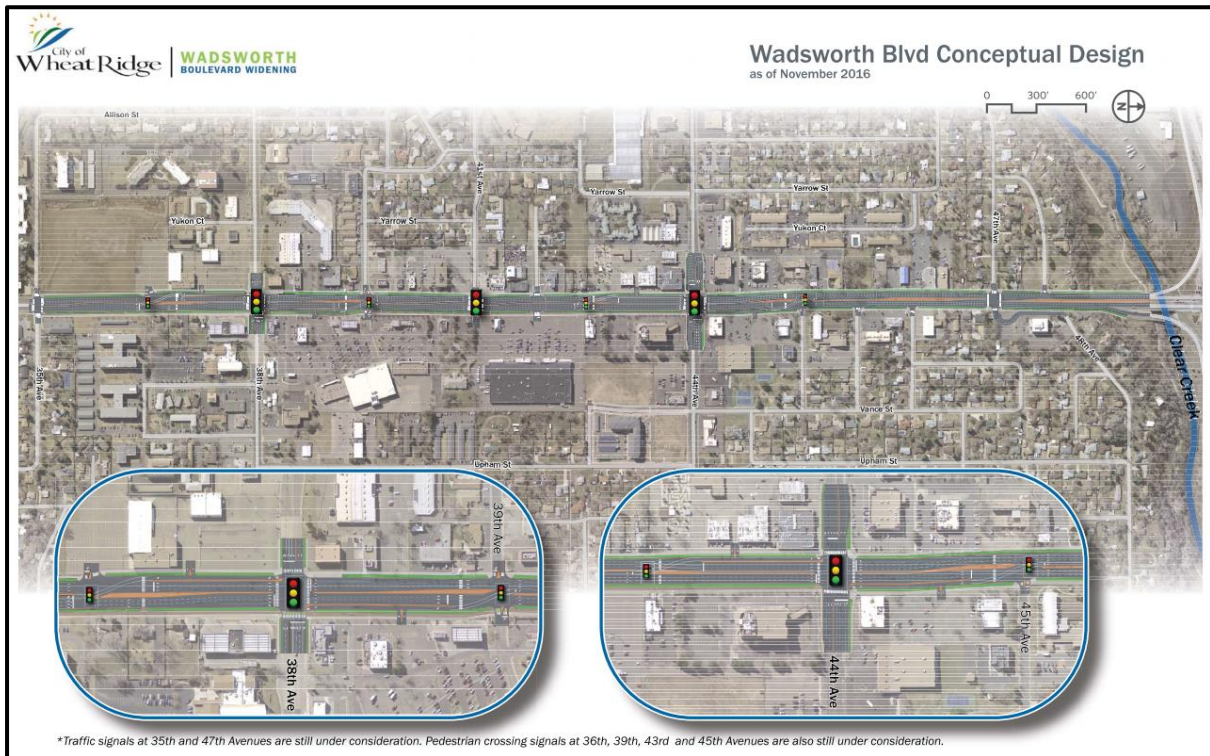 City of
Wheat Ridge
WADSWORTH
BOULEVARD WIDENING
Wadsworth Blvd Conceptual Design
as of November 2016
0 300' 600'
N
Allison St
41st Ave
Yarrow St
Yarrow St
Yukon Ct
Yarrow St
Yukon Ct
47th Ave
35th Ave
38th Ave
44th Ave
48th Ave
Clear Creek
Vance St
Upham St
Upham St
39th Ave
38th Ave
45th Ave
44th Ave
*Traffic signals at 35th and 47th Avenues are still under consideration. Pedestrian crossing signals at 36th, 39th, 43rd and 45th Avenues are also still under consideration.